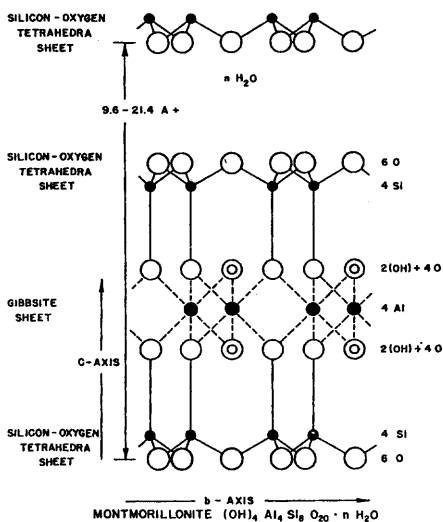 SILICON-OXYGEN
TETRAHEDRA
SHEET
n H₂O
9.6-21.4 A +
SILICON-OXYGEN
TETRAHEDRA
SHEET
6 O
4 Si
2(OH)+4O
GIBBSITE
SHEET
4 Al
C-AXIS
2(OH)+4O
SILICON-OXYGEN
TETRAHEDRA
SHEET
4 Si
6 O
b - AXIS
MONTMORILLONITE (OH)₄ Al₄ Si₈ O₂₀ · n H₂O